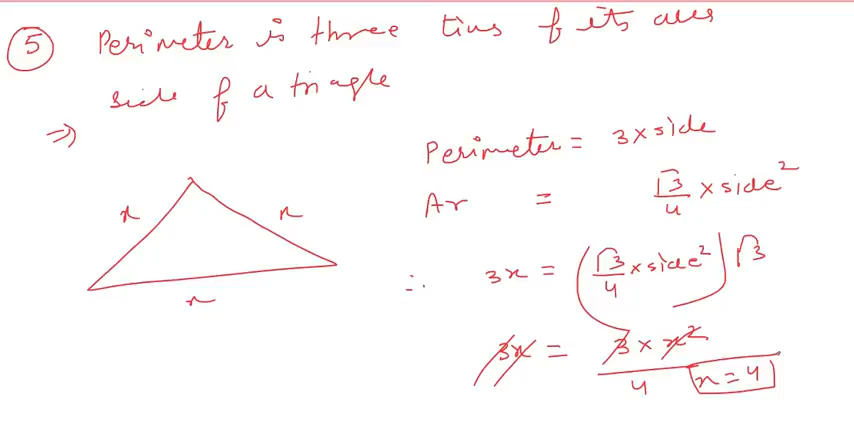 5 Perimeter is three times of its area
side of a triangle
⇒
Perimeter = 3 × side
Ar = √3/4 × side²
x x x
∴ 3x = (√3/4 × side²) √3
3x = 3 × x² / 4
x = 4